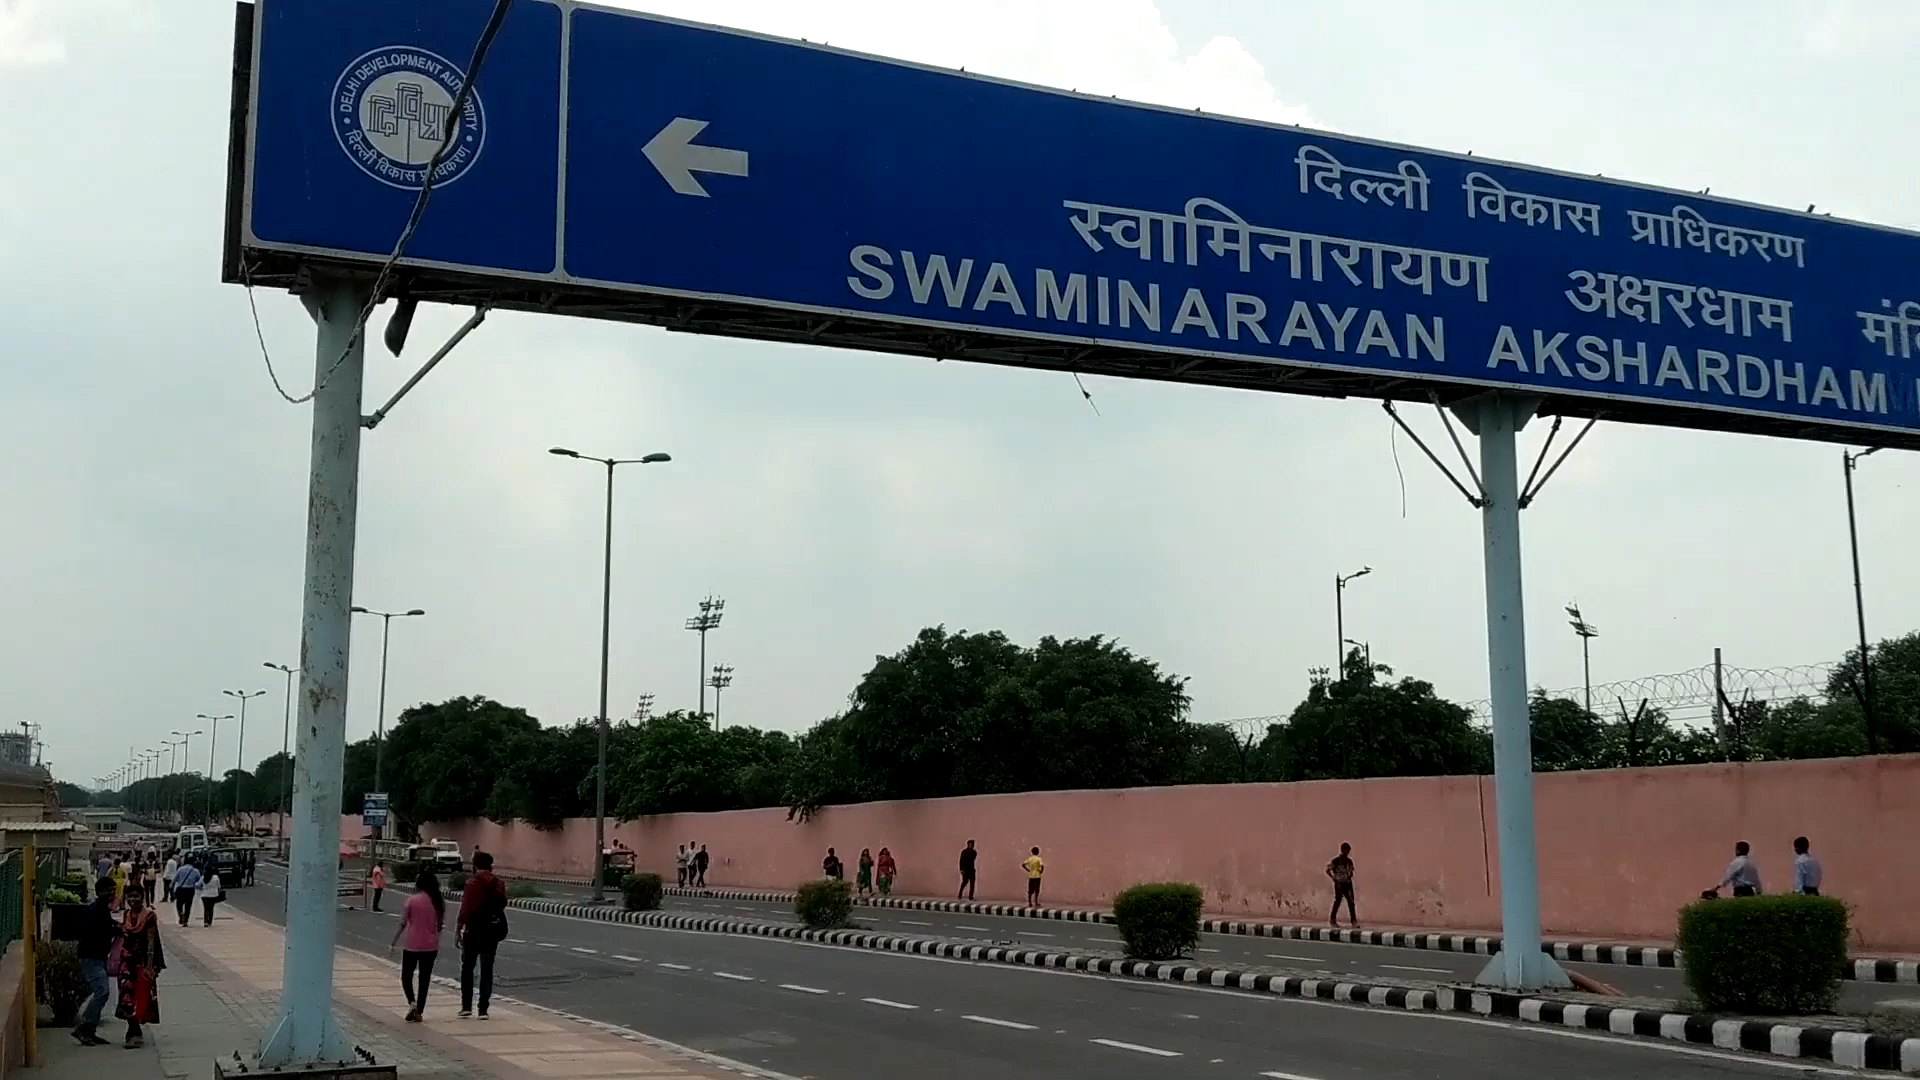 DELHI DEVELOPMENT AUTHORITY
दिविप्रा
दिल्ली विकास प्राधिकरण
दिल्ली विकास प्राधिकरण
स्वामिनारायण अक्षरधाम
SWAMINARAYAN AKSHARDHAM